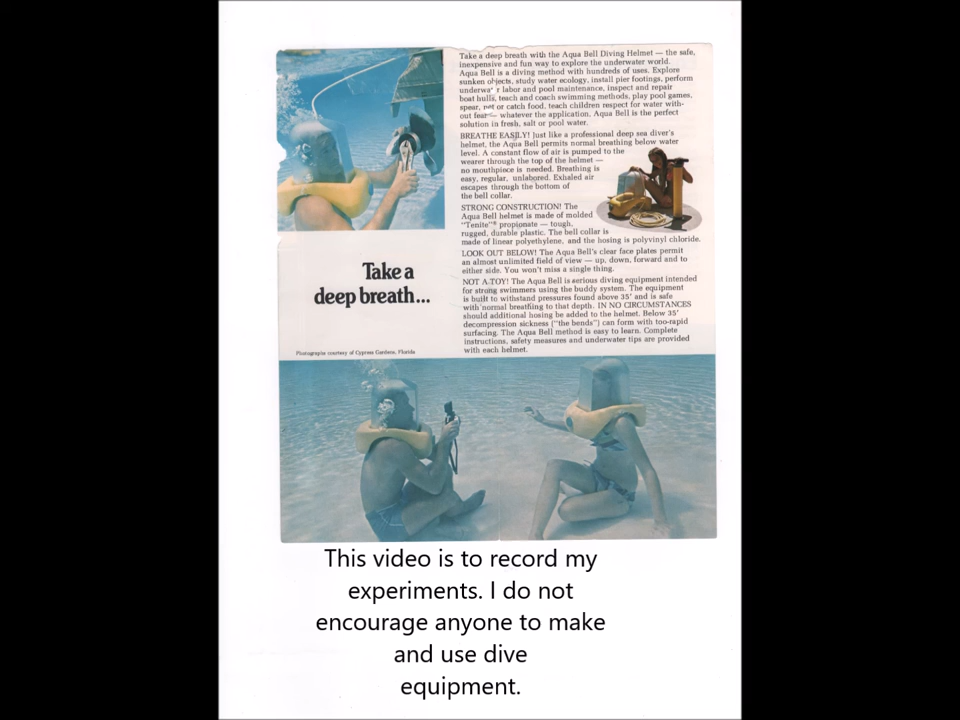 Take a deep breath with the Aqua Bell Diving Helmet — the safe,
inexpensive and fun way to explore the underwater world.
Aqua Bell is a diving method with hundreds of uses. Explore
sunken objects, study water ecology, install pier footings, perform
underwa r labor and pool maintenance, inspect and repair
boat hulls, teach and coach swimming methods, play pool games,
spear, net or catch food, teach children respect for water with-
out fear — whatever the application, Aqua Bell is the perfect
solution in fresh, salt or pool water.
BREATHE EASILY! Just like a professional deep sea diver's
helmet, the Aqua Bell permits normal breathing below water
level. A constant flow of air is pumped to the
wearer through the top of the helmet —
no mouthpiece is needed. Breathing is
easy, regular, unlabored. Exhaled air
escapes through the bottom of
the bell collar.
STRONG CONSTRUCTION! The
Aqua Bell helmet is made of molded
"Tenite"® propionate — tough,
rugged, durable plastic. The bell collar is
made of linear polyethylene, and the hosing is polyvinyl chloride.
LOOK OUT BELOW! The Aqua Bell's clear face plates permit
an almost unlimited field of view — up, down, forward and to
either side. You won't miss a single thing.
NOT A TOY! The Aqua Bell is serious diving equipment intended
for strong swimmers using the buddy system. The equipment
is built to withstand pressures found above 35' and is safe
with normal breathing to that depth. IN NO CIRCUMSTANCES
should additional hosing be added to the helmet. Below 35'
decompression sickness ("the bends") can form with too-rapid
surfacing. The Aqua Bell method is easy to learn. Complete
instructions, safety measures and underwater tips are provided
with each helmet.
Take a
deep breath...
Photographs courtesy of Cypress Gardens, Florida
This video is to record my
experiments. I do not
encourage anyone to make
and use dive
equipment.